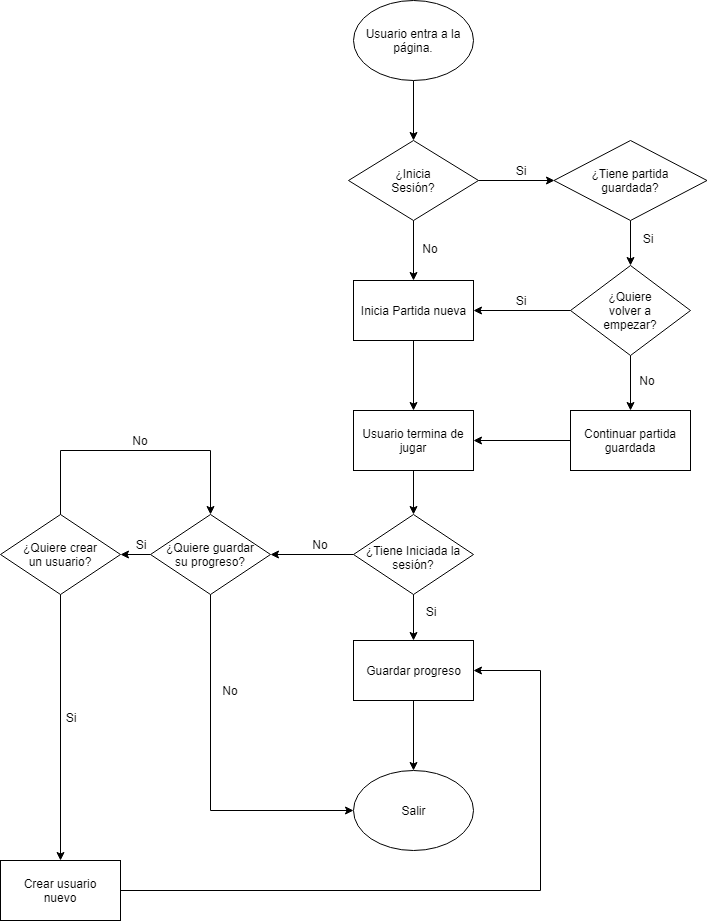 Usuario entra a la
página.
¿Inicia
Sesión?
Si
¿Tiene partida
guardada?
No
Si
Inicia Partida nueva
Si
¿Quiere
volver a
empezar?
No
Usuario termina de
jugar
Continuar partida
guardada
No
¿Quiere crear
un usuario?
Si
¿Quiere guardar
su progreso?
No
¿Tiene Iniciada la
sesión?
Si
Guardar progreso
No
Si
Salir
Crear usuario
nuevo